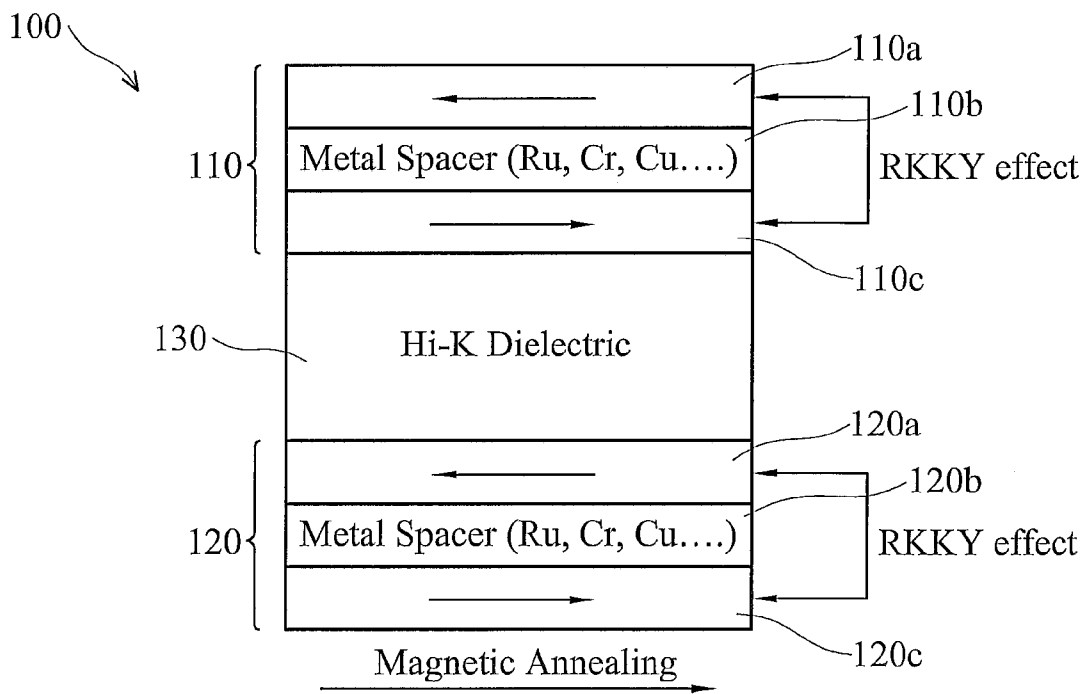 100
110a
110b
110
Metal Spacer (Ru, Cr, Cu....)
RKKY effect
110c
130
Hi-K Dielectric
120a
120b
120
Metal Spacer (Ru, Cr, Cu....)
RKKY effect
120c
Magnetic Annealing